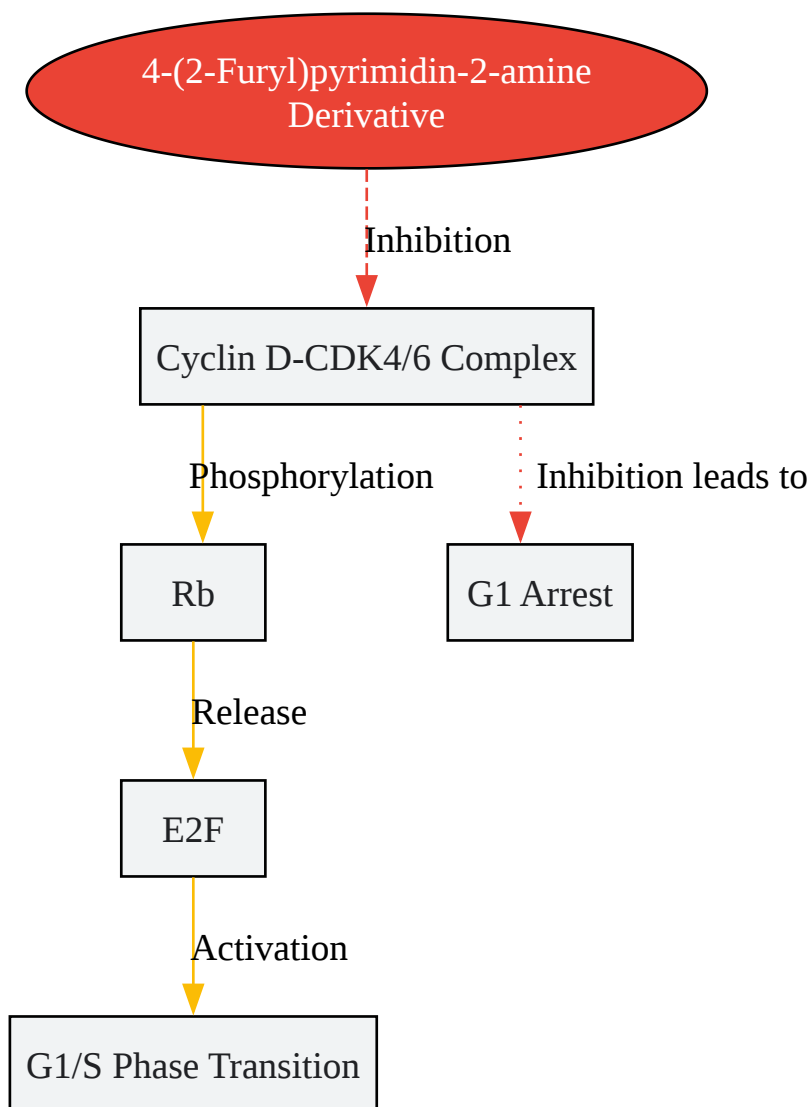 4-(2-Furyl)pyrimidin-2-amine
Derivative
Inhibition
Cyclin D-CDK4/6 Complex
Phosphorylation
Inhibition leads to
Rb
G1 Arrest
Release
E2F
Activation
G1/S Phase Transition